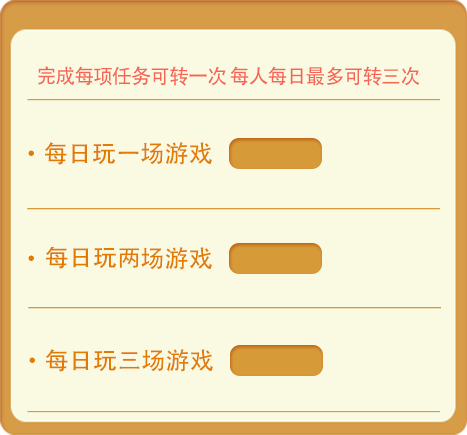 完成每项任务可转一次 每人每日最多可转三次
• 每日玩一场游戏
• 每日玩两场游戏
• 每日玩三场游戏